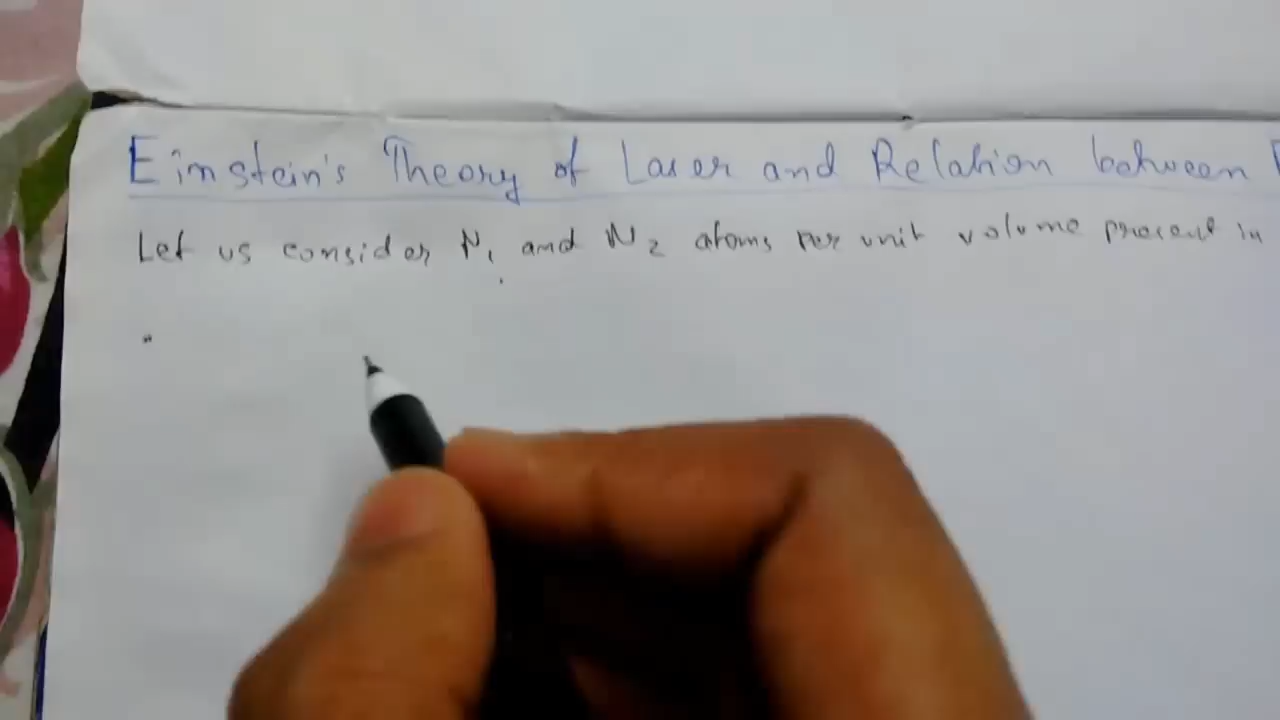 Einstein's Theory of Laser and Relation between
Let us consider N₁ and N₂ atoms per unit volume present in